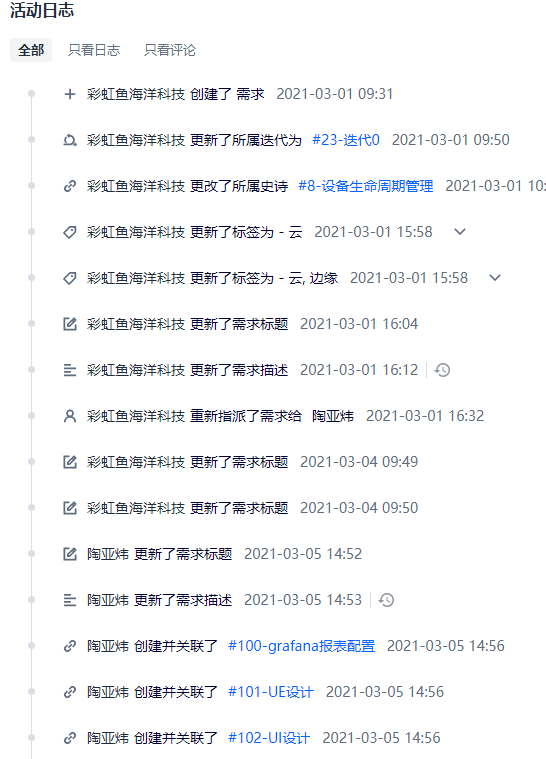 活动日志
全部 只看日志 只看评论
彩虹鱼海洋科技 创建了 需求 2021-03-01 09:31
彩虹鱼海洋科技 更新了所属迭代为 #23-迭代0 2021-03-01 09:50
彩虹鱼海洋科技 更改了所属史诗 #8-设备生命周期管理 2021-03-01 10:
彩虹鱼海洋科技 更新了标签为 - 云 2021-03-01 15:58
彩虹鱼海洋科技 更新了标签为 - 云, 边缘 2021-03-01 15:58
彩虹鱼海洋科技 更新了需求标题 2021-03-01 16:04
彩虹鱼海洋科技 更新了需求描述 2021-03-01 16:12
彩虹鱼海洋科技 重新指派了需求给 陶亚炜 2021-03-01 16:32
彩虹鱼海洋科技 更新了需求标题 2021-03-04 09:49
彩虹鱼海洋科技 更新了需求标题 2021-03-04 09:50
陶亚炜 更新了需求标题 2021-03-05 14:52
陶亚炜 更新了需求描述 2021-03-05 14:53
陶亚炜 创建并关联了 #100-grafana报表配置 2021-03-05 14:56
陶亚炜 创建并关联了 #101-UE设计 2021-03-05 14:56
陶亚炜 创建并关联了 #102-UI设计 2021-03-05 14:56